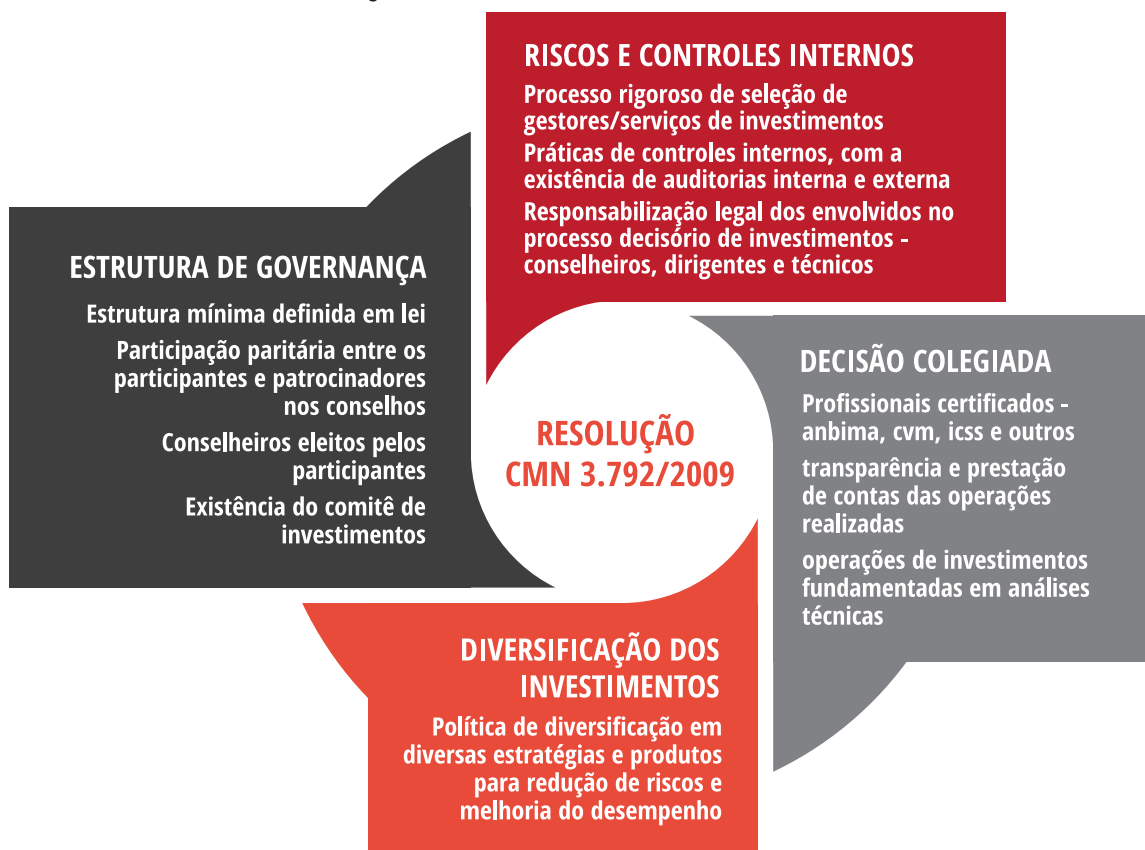 RISCOS E CONTROLES INTERNOS
Processo rigoroso de seleção de
gestores/serviços de investimentos
Práticas de controles internos, com a
existência de auditorias interna e externa
Responsabilização legal dos envolvidos no
processo decisório de investimentos -
conselheiros, dirigentes e técnicos
ESTRUTURA DE GOVERNANÇA
Estrutura mínima definida em lei
Participação paritária entre os
participantes e patrocinadores
nos conselhos
Conselheiros eleitos pelos
participantes
Existência do comitê de
investimentos
RESOLUÇÃO
CMN 3.792/2009
DECISÃO COLEGIADA
Profissionais certificados -
anbima, cvm, icss e outros
transparência e prestação
de contas das operações
realizadas
operações de investimentos
fundamentadas em análises
técnicas
DIVERSIFICAÇÃO DOS
INVESTIMENTOS
Política de diversificação em
diversas estratégias e produtos
para redução de riscos e
melhoria do desempenho